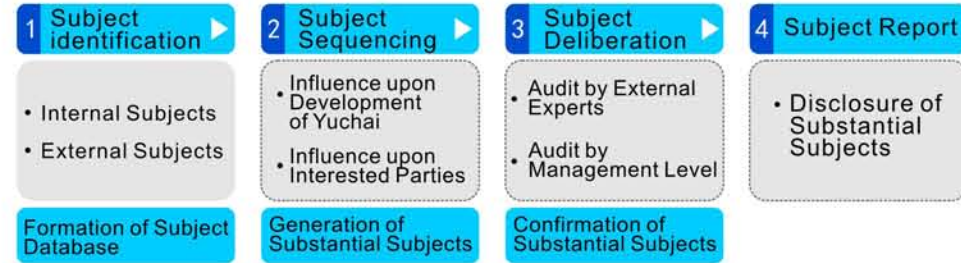 1 Subject
identification
2 Subject
Sequencing
3 Subject
Deliberation
4 Subject Report
• Internal Subjects
• External Subjects
• Influence upon
Development
of Yuchai
• Influence upon
Interested Parties
• Audit by External
Experts
• Audit by
Management Level
• Disclosure of
Substantial
Subjects
Formation of Subject
Database
Generation of
Substantial Subjects
Confirmation of
Substantial Subjects